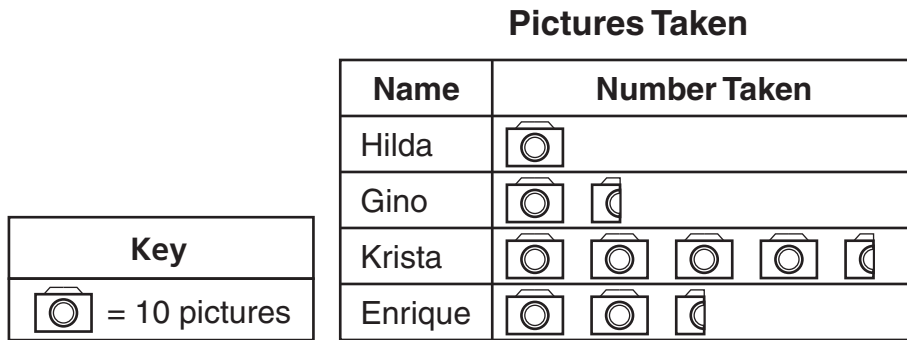 Pictures Taken
Name Number Taken
Hilda
Gino
Krista
Enrique
Key
= 10 pictures